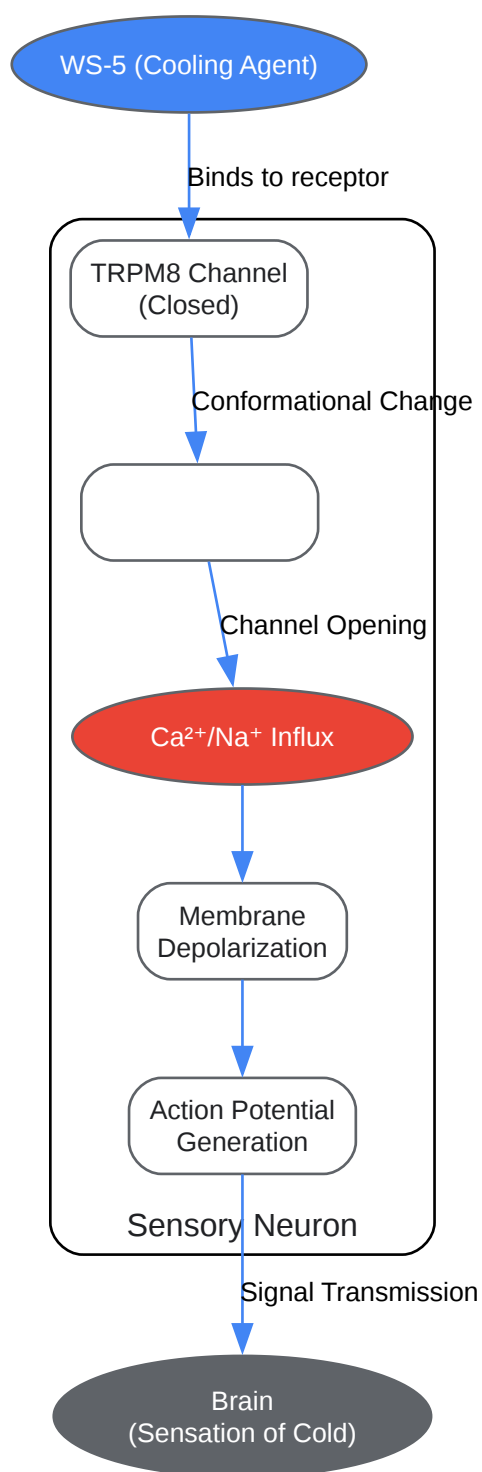 WS-5 (Cooling Agent)
Binds to receptor
TRPM8 Channel
(Closed)
Conformational Change
Channel Opening
Ca²⁺/Na⁺ Influx
Membrane
Depolarization
Action Potential
Generation
Sensory Neuron
Signal Transmission
Brain
(Sensation of Cold)